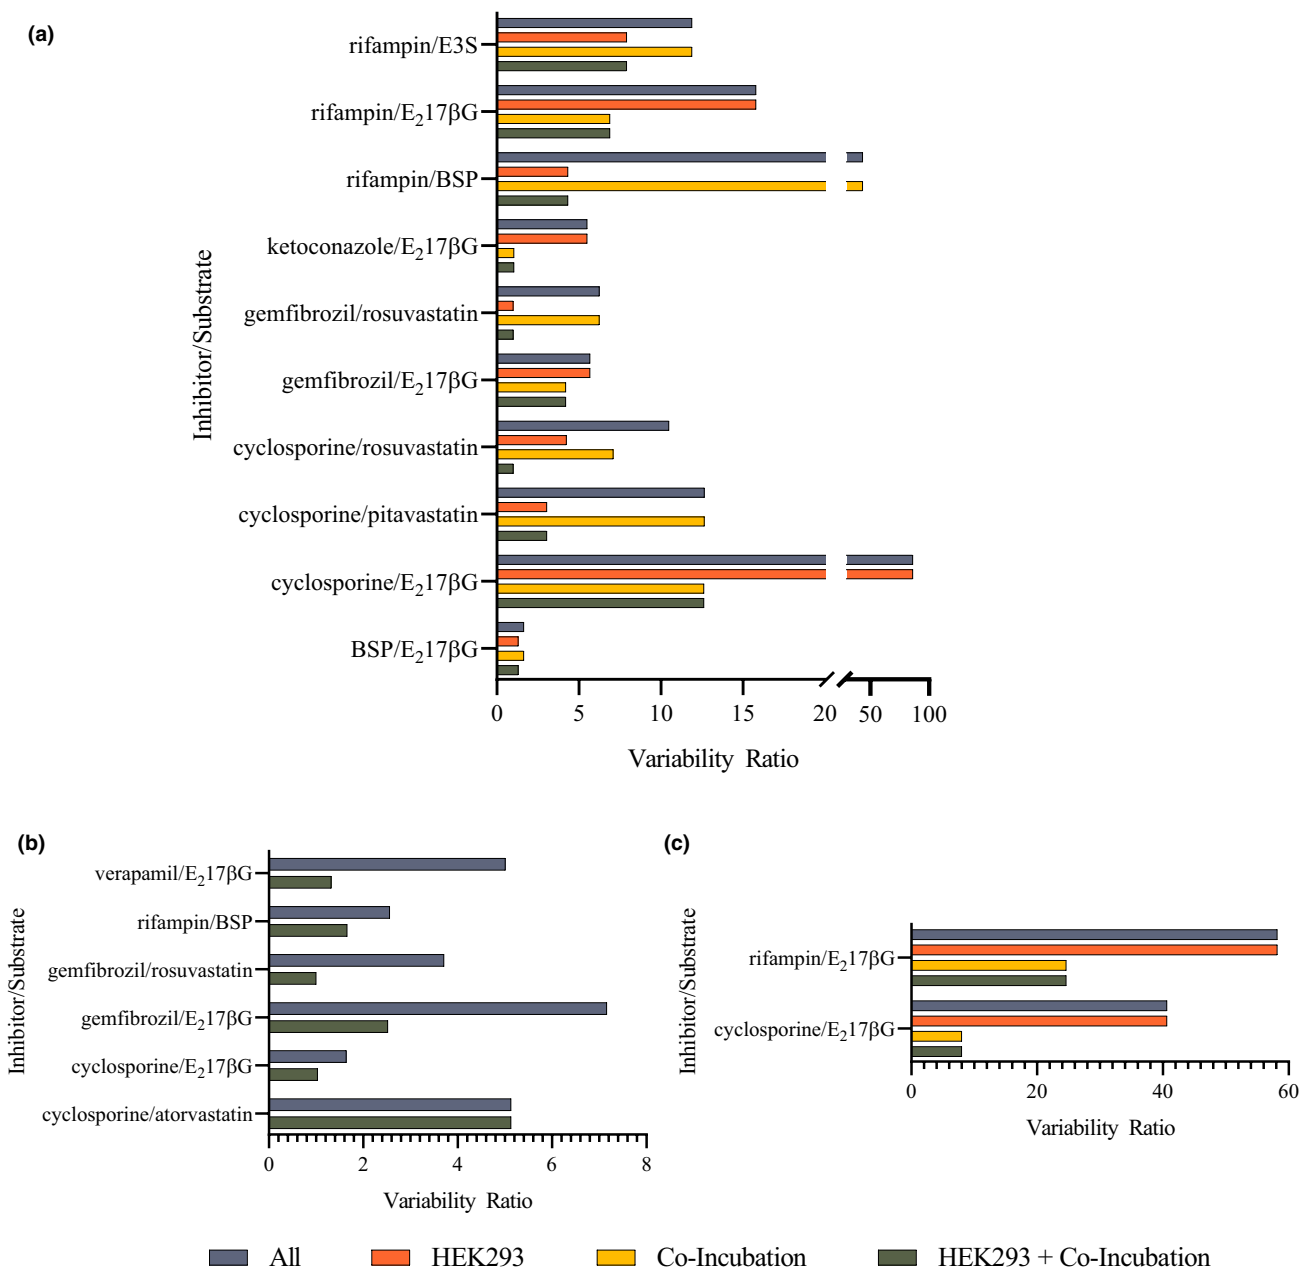 (a)
rifampin/E3S
rifampin/E₂17βG
rifampin/BSP
ketoconazole/E₂17βG
gemfibrozil/rosuvastatin
gemfibrozil/E₂17βG
cyclosporine/rosuvastatin
cyclosporine/pitavastatin
cyclosporine/E₂17βG
BSP/E₂17βG
Inhibitor/Substrate
0 5 10 15 20 50 100
Variability Ratio
(b)
verapamil/E₂17βG
rifampin/BSP
gemfibrozil/rosuvastatin
gemfibrozil/E₂17βG
cyclosporine/E₂17βG
cyclosporine/atorvastatin
Inhibitor/Substrate
0 2 4 6 8
Variability Ratio
(c)
rifampin/E₂17βG
cyclosporine/E₂17βG
Inhibitor/Substrate
0 20 40 60
Variability Ratio
All HEK293 Co-Incubation HEK293 + Co-Incubation